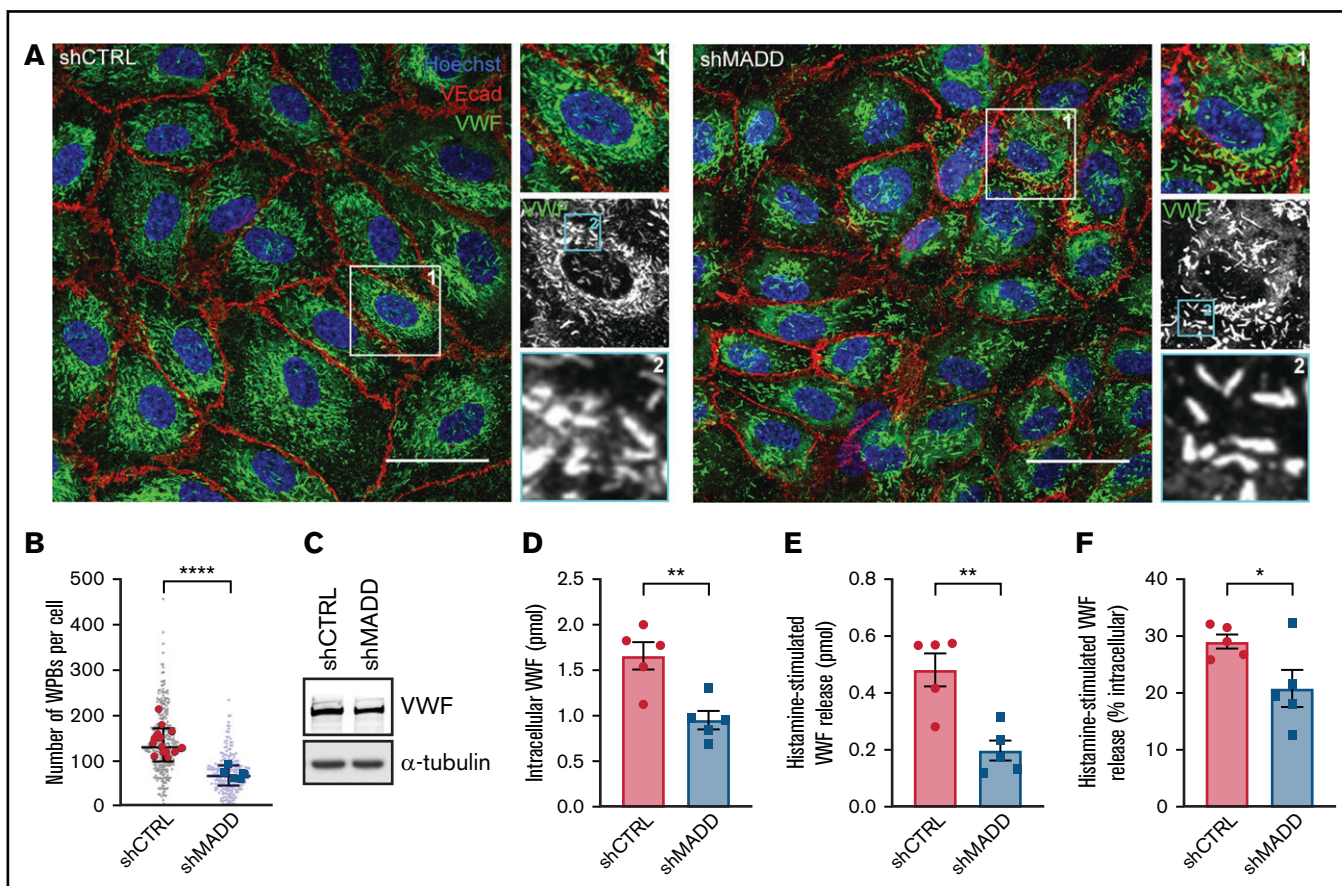 A
shCTRL
Hoechst
VEcad
VWF
1
1
VWF
2
2
shMADD
1
1
VWF
2
2
B
Number of WPBs per cell
500
400
300
200
100
0
****
shCTRL
shMADD
C
shCTRL
shMADD
VWF
α-tubulin
D
Intracellular VWF (pmol)
2.5
2.0
1.5
1.0
0.5
0.0
**
shCTRL
shMADD
E
Histamine-stimulated
VWF release (pmol)
0.8
0.6
0.4
0.2
0.0
**
shCTRL
shMADD
F
Histamine-stimulated VWF
release (% intracellular)
40
30
20
10
0
*
shCTRL
shMADD